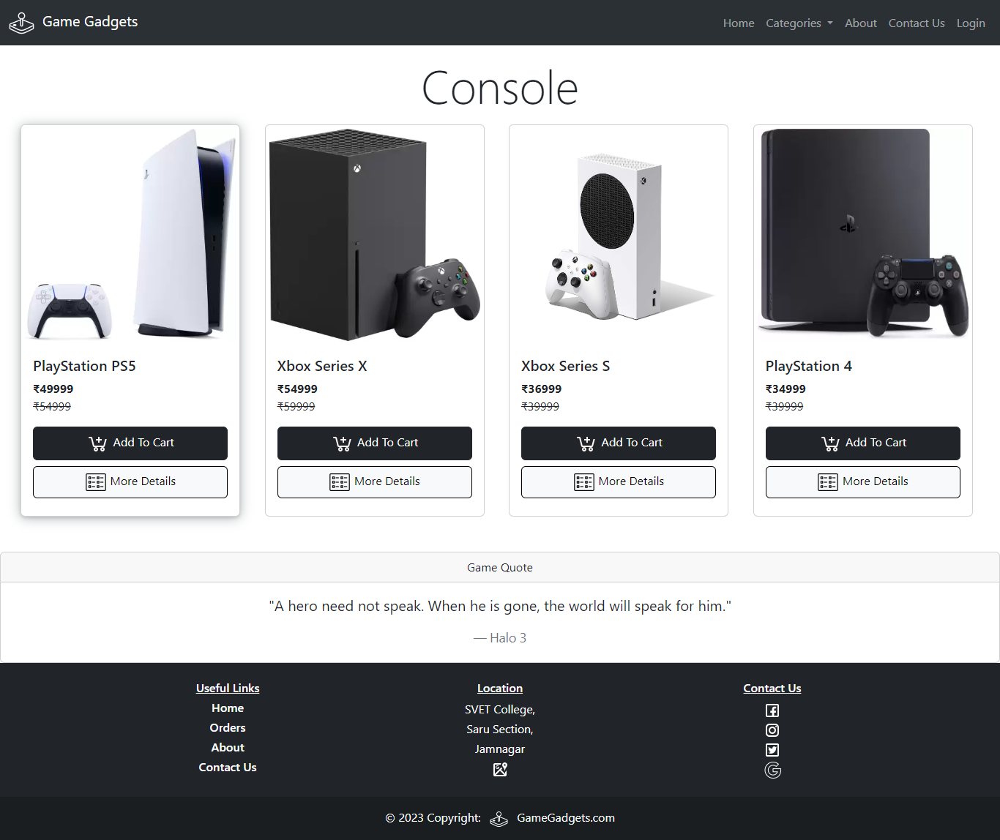 Game Gadgets
Home Categories About Contact Us Login
Console
PlayStation PS5
₹49999
₹54999
Add To Cart
More Details
Xbox Series X
₹54999
₹59999
Add To Cart
More Details
Xbox Series S
₹36999
₹39999
Add To Cart
More Details
PlayStation 4
₹34999
₹39999
Add To Cart
More Details
Game Quote
"A hero need not speak. When he is gone, the world will speak for him."
— Halo 3
Useful Links
Home
Orders
About
Contact Us
Location
SVET College,
Saru Section,
Jamnagar
Contact Us
© 2023 Copyright: GameGadgets.com